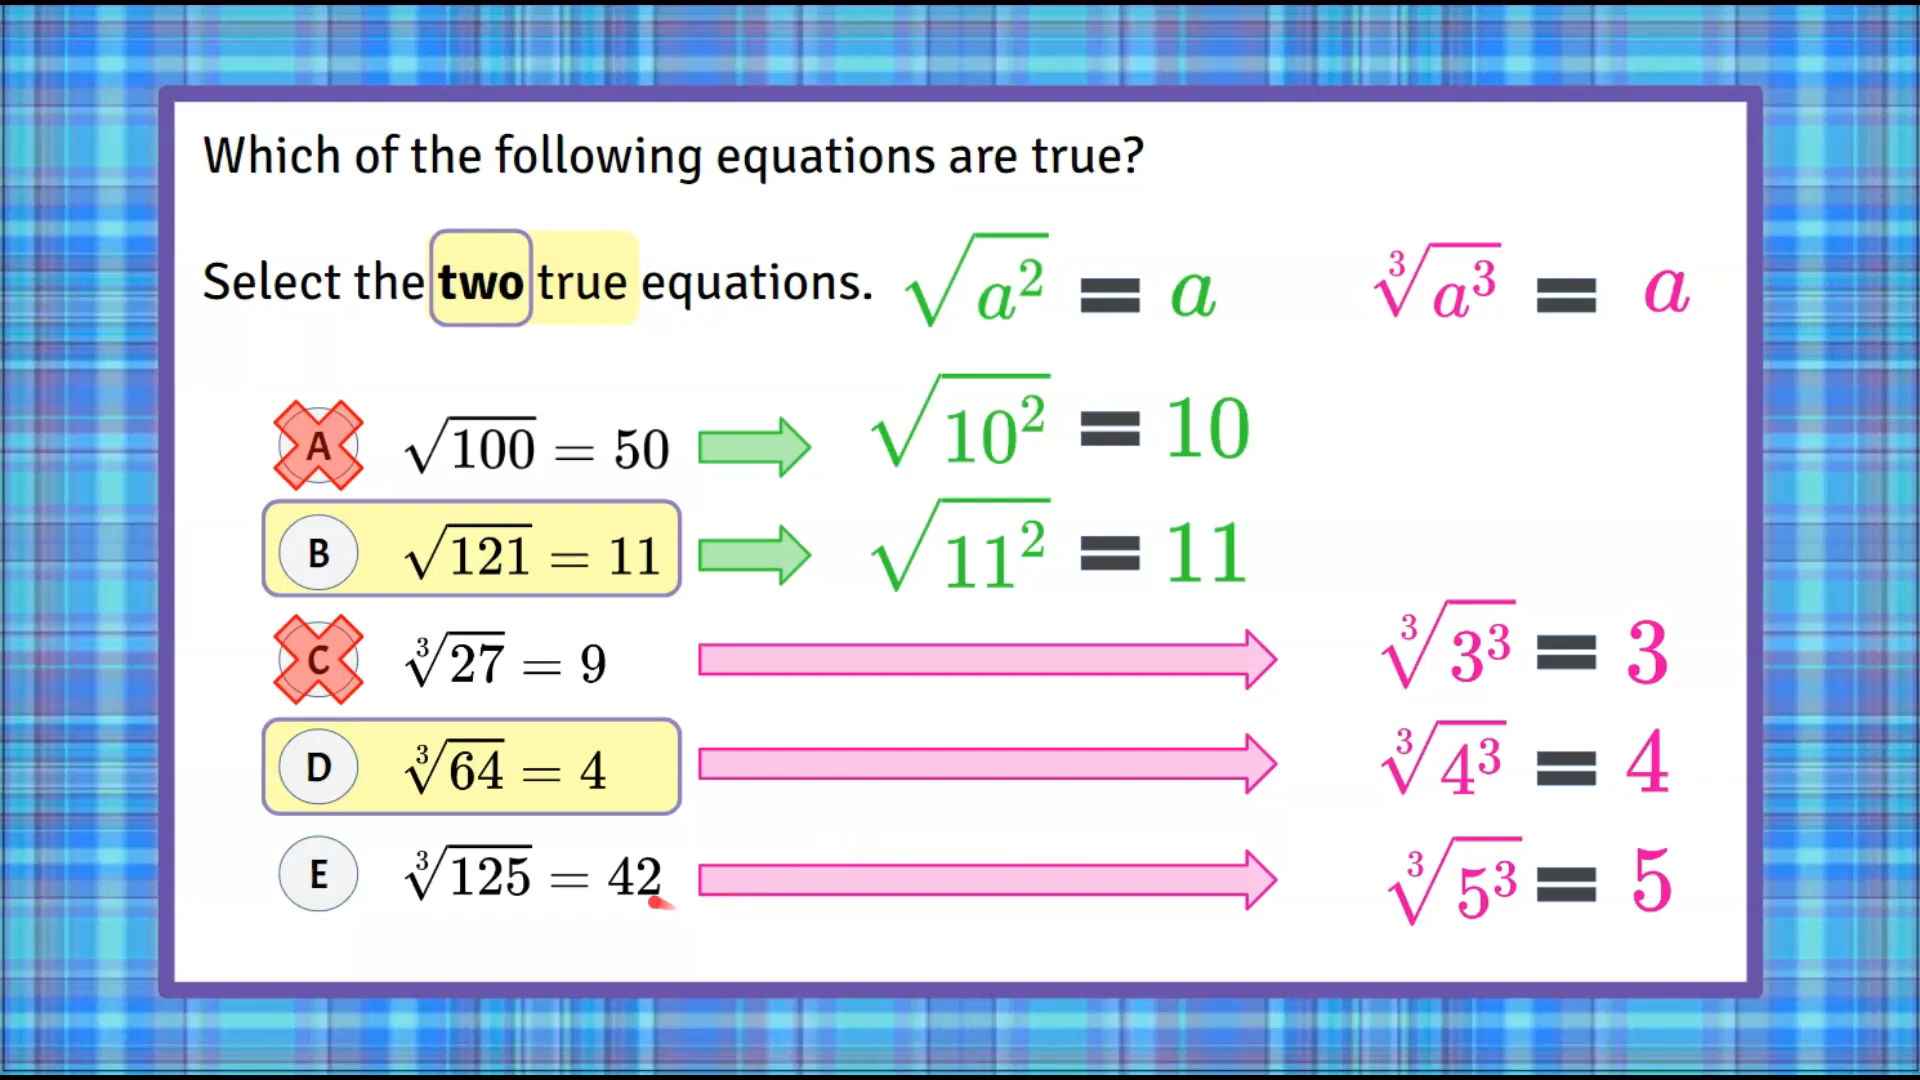 Which of the following equations are true?
Select the two true equations. √a² = a ∛a³ = a
A √100 = 50 √10² = 10
B √121 = 11 √11² = 11
C ∛27 = 9 ∛3³ = 3
D ∛64 = 4 ∛4³ = 4
E ∛125 = 42 ∛5³ = 5